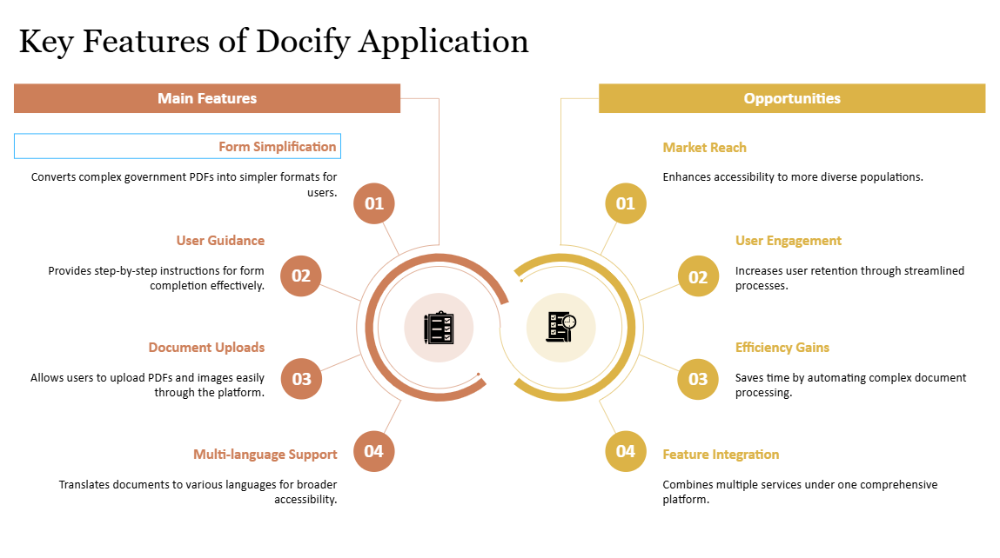 Key Features of Docify Application
Main Features
Form Simplification
Converts complex government PDFs into simpler formats for
users.
01
User Guidance
Provides step-by-step instructions for form
completion effectively.
02
Document Uploads
Allows users to upload PDFs and images easily
through the platform.
03
Multi-language Support
Translates documents to various languages for broader
accessibility.
04
Opportunities
Market Reach
Enhances accessibility to more diverse populations.
01
User Engagement
Increases user retention through streamlined
processes.
02
Efficiency Gains
Saves time by automating complex document
processing.
03
Feature Integration
Combines multiple services under one comprehensive
platform.
04